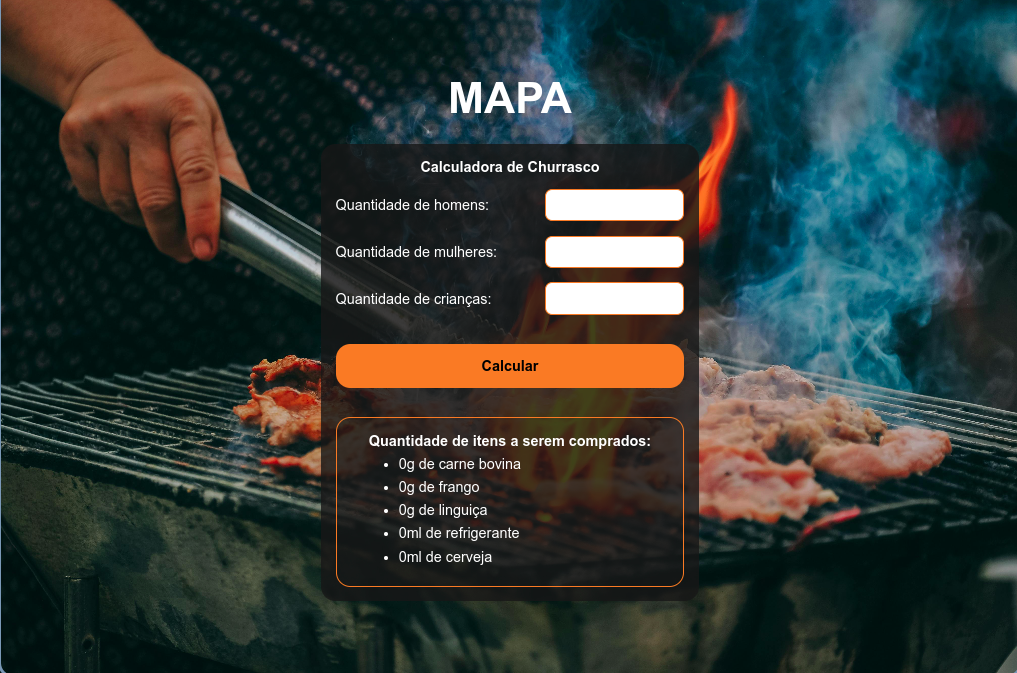 MAPA
Calculadora de Churrasco
Quantidade de homens:
Quantidade de mulheres:
Quantidade de crianças:
Calcular
Quantidade de itens a serem comprados:
0g de carne bovina
0g de frango
0g de linguiça
0ml de refrigerante
0ml de cerveja